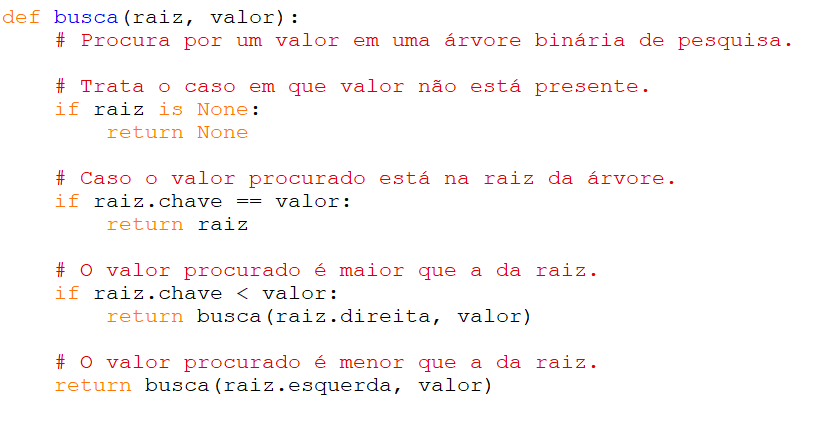 def busca(raiz, valor):
    # Procura por um valor em uma árvore binária de pesquisa.
    # Trata o caso em que valor não está presente.
    if raiz is None:
        return None
    # Caso o valor procurado está na raiz da árvore.
    if raiz.chave == valor:
        return raiz
    # O valor procurado é maior que a da raiz.
    if raiz.chave < valor:
        return busca(raiz.direita, valor)
    # O valor procurado é menor que a da raiz.
    return busca(raiz.esquerda, valor)